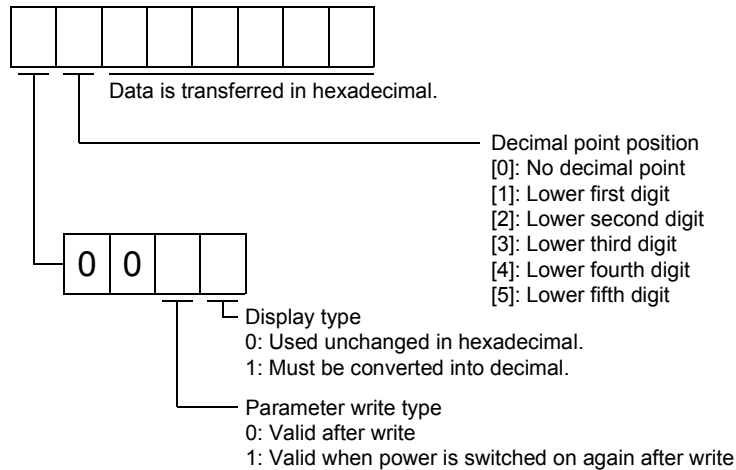 Data is transferred in hexadecimal.
Decimal point position
[0]: No decimal point
[1]: Lower first digit
[2]: Lower second digit
[3]: Lower third digit
[4]: Lower fourth digit
[5]: Lower fifth digit
0 0
Display type
0: Used unchanged in hexadecimal.
1: Must be converted into decimal.
Parameter write type
0: Valid after write
1: Valid when power is switched on again after write